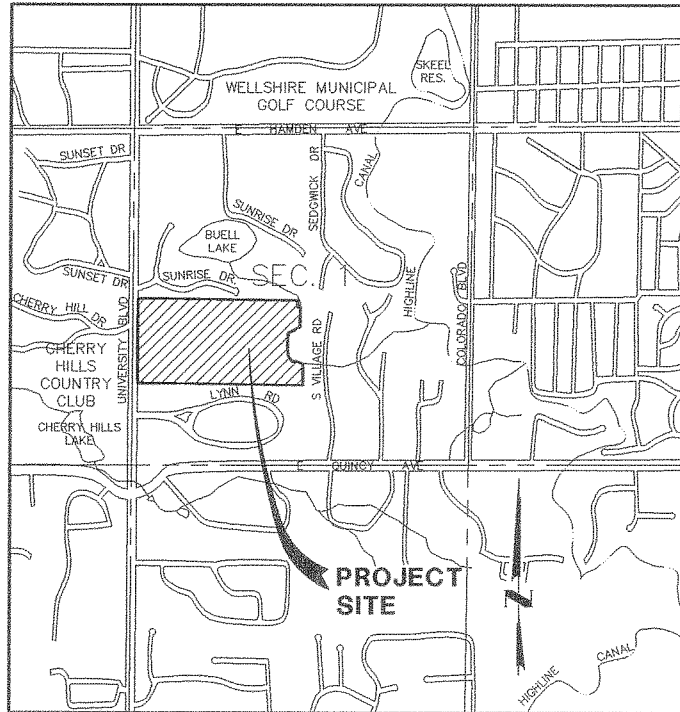 WELLSHIRE MUNICIPAL
GOLF COURSE
SKEEL
RES.
E HAMDEN AVE
SUNSET DR
SEDGWICK DR
CANAL
SUNRISE DR
BUELL
LAKE
SUNSET DR
SUNRISE DR.
SEC. 1
HIGHLINE
COLORADO BLVD
CHERRY HILL DR
UNIVERSITY BLVD
S VILLIAGE RD
CHERRY
HILLS
COUNTRY
CLUB
LYNN RD
CHERRY HILLS
LAKE
E QUINCY AVE
PROJECT
SITE
N
HIGHLINE CANAL